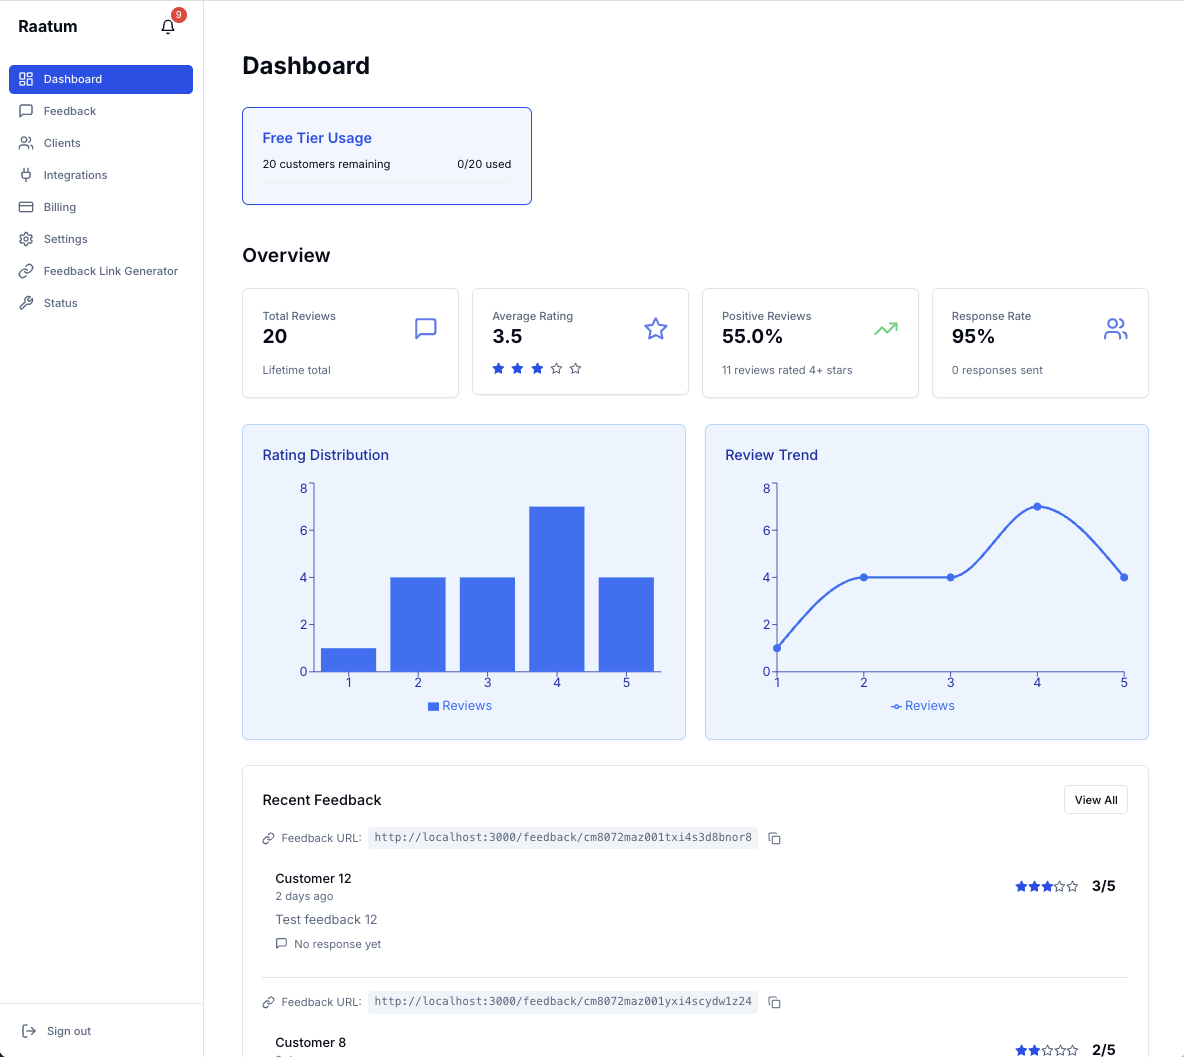 Raatum
9
Dashboard
Feedback
Clients
Integrations
Billing
Settings
Feedback Link Generator
Status
Sign out
Dashboard
Free Tier Usage
20 customers remaining 0/20 used
Overview
Total Reviews
20
Lifetime total
Average Rating
3.5
Positive Reviews
55.0%
11 reviews rated 4+ stars
Response Rate
95%
0 responses sent
Rating Distribution
8
6
4
2
0
1 2 3 4 5
Reviews
Review Trend
8
6
4
2
0
1 2 3 4 5
Reviews
Recent Feedback
View All
Feedback URL: http://localhost:3000/feedback/cm8072maz001txi4s3d8bnor8
Customer 12
3/5
2 days ago
Test feedback 12
No response yet
Feedback URL: http://localhost:3000/feedback/cm8072maz001yxi4scydw1z24
Customer 8
2/5